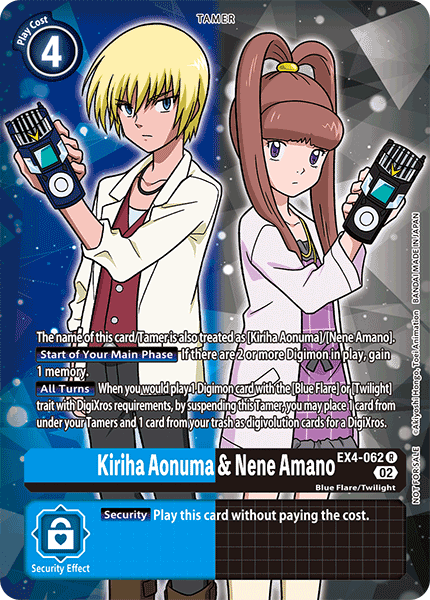 TAMER
Play Cost
4
The name of this card/Tamer is also treated as [Kiriha Aonuma]/[Nene Amano].
Start of Your Main Phase If there are 2 or more Digimon in play, gain
1 memory.
All Turns When you would play 1 Digimon card with the [Blue Flare] or [Twilight]
trait with DigiXros requirements, by suspending this Tamer, you may place 1 card from
under your Tamers and 1 card from your trash as digivolution cards for a DigiXros.
Kiriha Aonuma & Nene Amano
EX4-062 R
02
Blue Flare/Twilight
Security Play this card without paying the cost.
Security Effect
NOT FOR SALE ©Akiyoshi Hongo, Toei Animation BANDAI MADE IN JAPAN